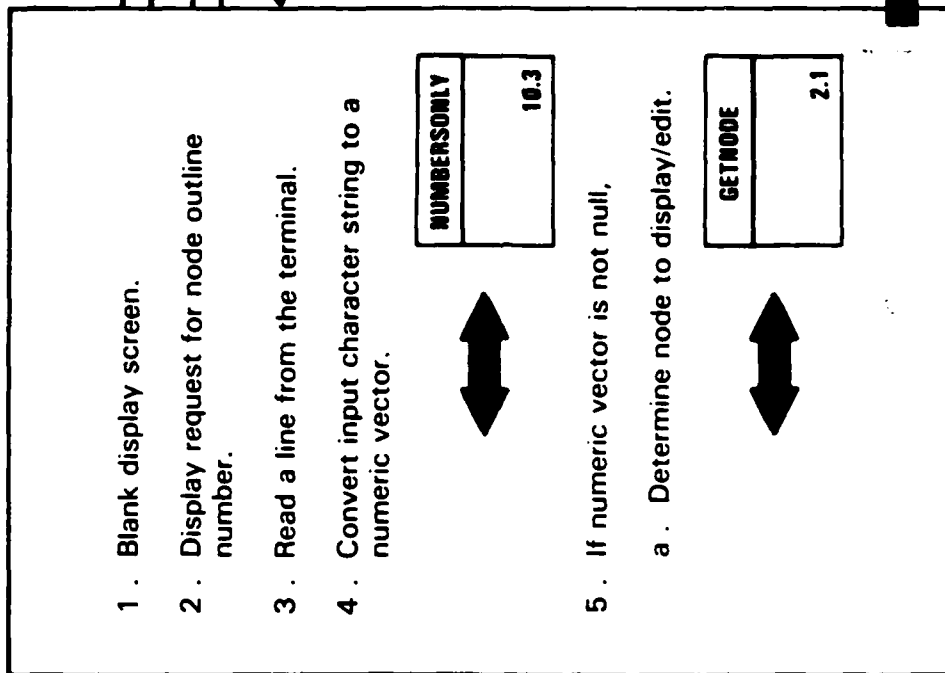 1 . Blank display screen.
2 . Display request for node outline
number.
3 . Read a line from the terminal.
4 . Convert input character string to a
numeric vector.
NUMBERSONLY
10.3
5 . If numeric vector is not null,
a . Determine node to display/edit.
GETNODE
2.1